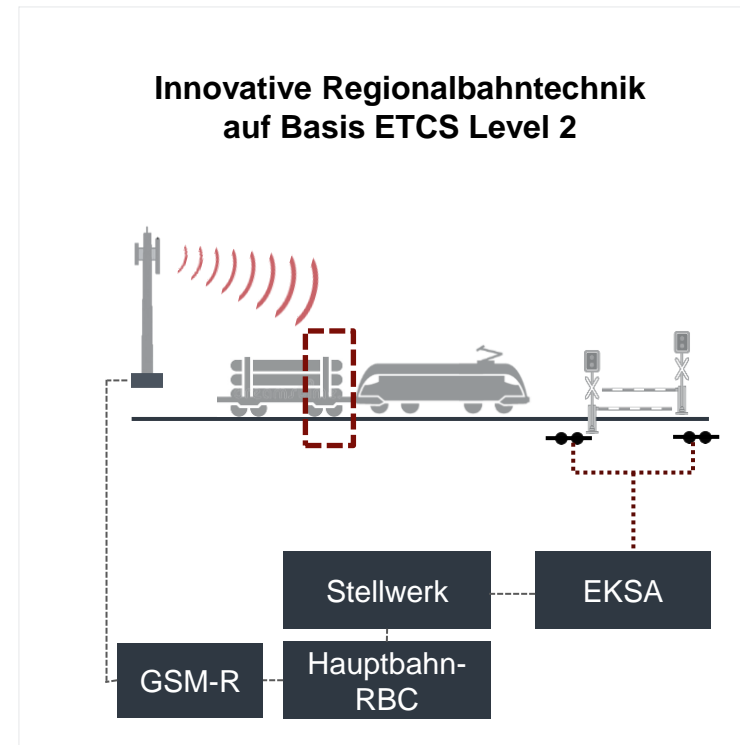 Innovative Regionalbahntechnik
auf Basis ETCS Level 2
Stellwerk
EKSA
GSM-R
Hauptbahn-
RBC